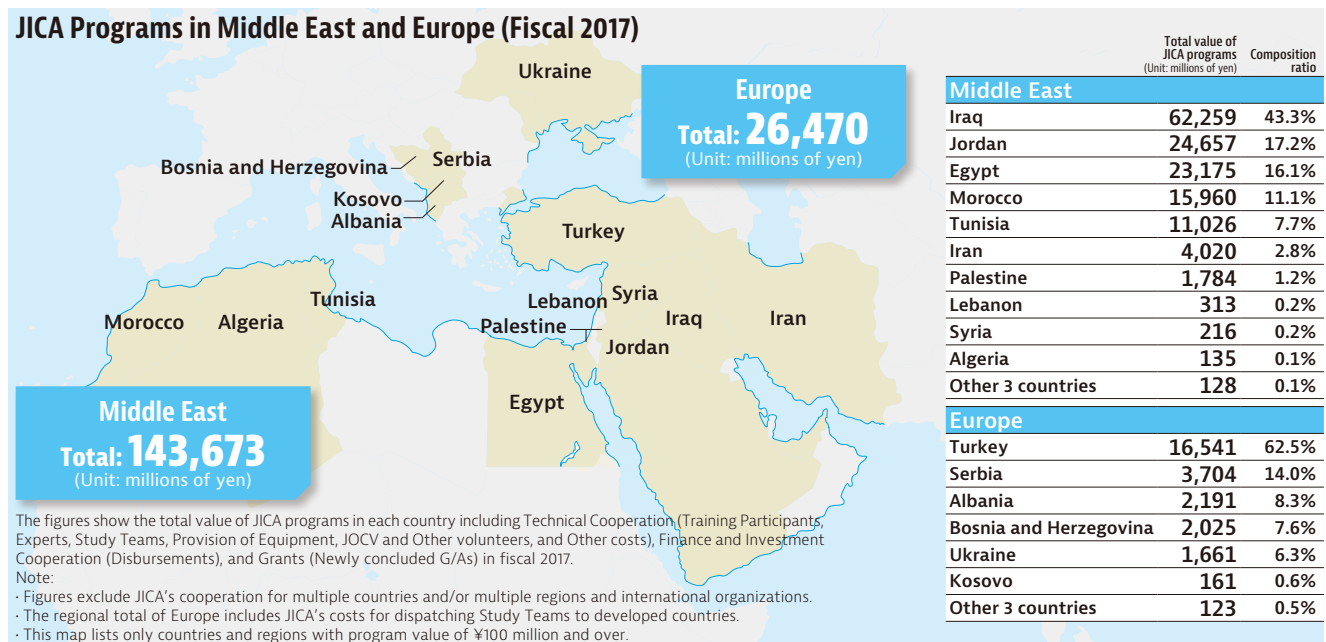 JICA Programs in Middle East and Europe (Fiscal 2017)
Ukraine
Europe
Total: 26,470
(Unit: millions of yen)
Bosnia and Herzegovina
Serbia
Kosovo
Albania
Turkey
Tunisia
Lebanon
Syria
Morocco
Algeria
Palestine
Iraq
Iran
Jordan
Egypt
Middle East
Total: 143,673
(Unit: millions of yen)
The figures show the total value of JICA programs in each country including Technical Cooperation (Training Participants,
Experts, Study Teams, Provision of Equipment, JOCV and Other volunteers, and Other costs), Finance and Investment
Cooperation (Disbursements), and Grants (Newly concluded G/As) in fiscal 2017.
Note:
· Figures exclude JICA's cooperation for multiple countries and/or multiple regions and international organizations.
· The regional total of Europe includes JICA's costs for dispatching Study Teams to developed countries.
· This map lists only countries and regions with program value of ¥100 million and over.
Total value of
JICA programs
(Unit: millions of yen)
Composition
ratio
Middle East
Iraq 62,259 43.3%
Jordan 24,657 17.2%
Egypt 23,175 16.1%
Morocco 15,960 11.1%
Tunisia 11,026 7.7%
Iran 4,020 2.8%
Palestine 1,784 1.2%
Lebanon 313 0.2%
Syria 216 0.2%
Algeria 135 0.1%
Other 3 countries 128 0.1%
Europe
Turkey 16,541 62.5%
Serbia 3,704 14.0%
Albania 2,191 8.3%
Bosnia and Herzegovina 2,025 7.6%
Ukraine 1,661 6.3%
Kosovo 161 0.6%
Other 3 countries 123 0.5%